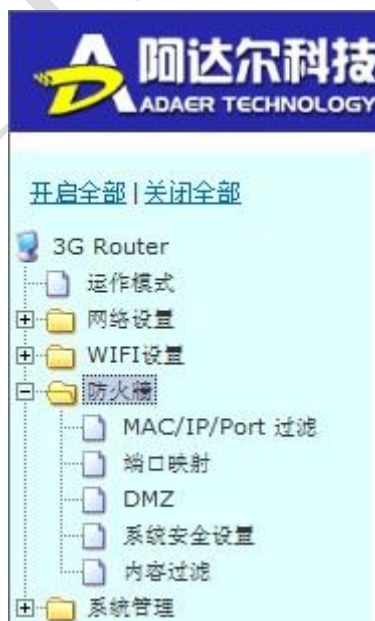 阿达尔科技
ADAER TECHNOLOGY
开启全部 | 关闭全部
3G Router
运作模式
网络设置
WIFI设置
防火墙
MAC/IP/Port 过滤
端口映射
DMZ
系统安全设置
内容过滤
系统管理